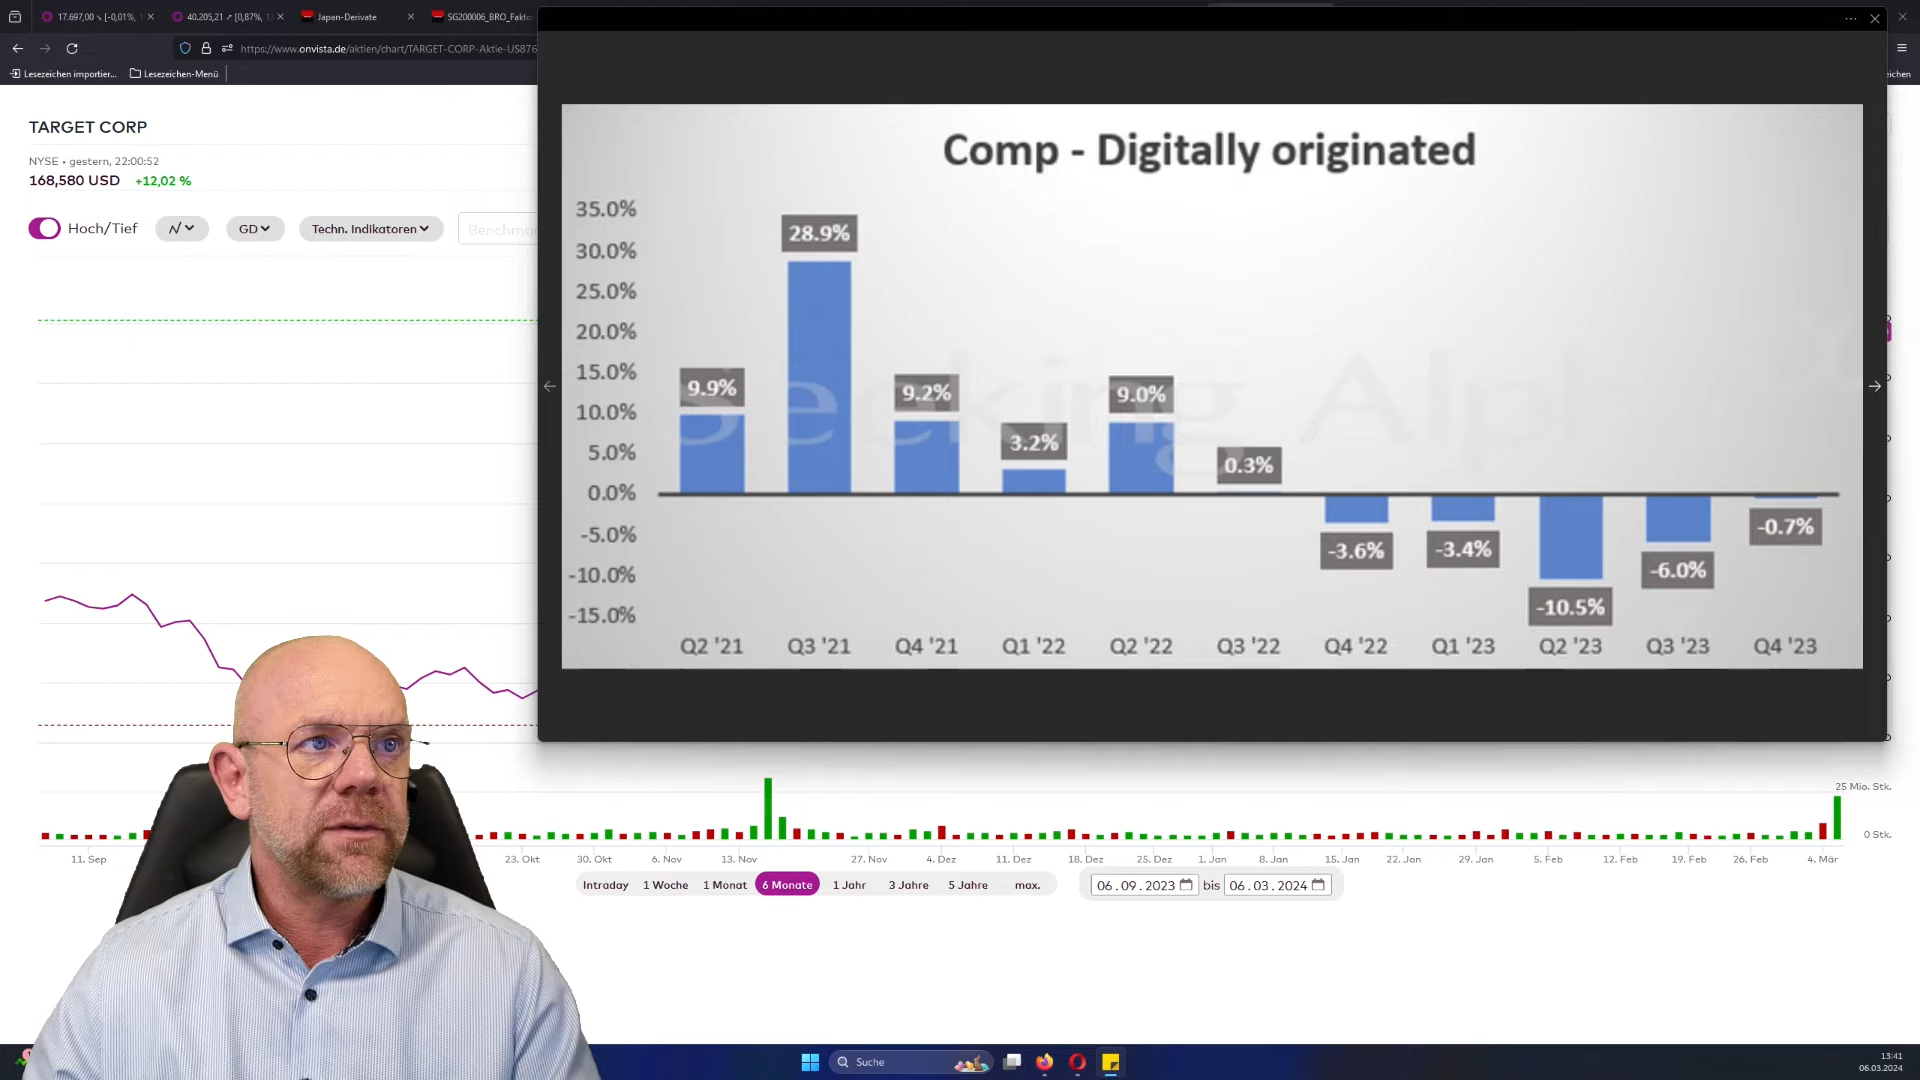 17.697,00 ↘ [-0,01%, 1
40.205,21 ↗ [0,87%, 1
Japan-Derivate
SG200006_BRO_Fakto
https://www.onvista.de/aktien/chart/TARGET-CORP-Aktie-US876
Lesezeichen importier...
Lesezeichen-Menü
eichen
TARGET CORP
NYSE • gestern, 22:00:52
168,580 USD +12,02 %
Hoch/Tief
GD
Techn. Indikatoren
Benchma
Comp - Digitally originated
35.0%
30.0%
25.0%
20.0%
15.0%
10.0%
5.0%
0.0%
-5.0%
-10.0%
-15.0%
9.9%
28.9%
9.2%
3.2%
9.0%
0.3%
-3.6%
-3.4%
-10.5%
-6.0%
-0.7%
Seeking Alp
Q2 '21 Q3 '21 Q4 '21 Q1 '22 Q2 '22 Q3 '22 Q4 '22 Q1 '23 Q2 '23 Q3 '23 Q4 '23
25 Mio. Stk.
0 Stk.
11. Sep 23. Okt 30. Okt 6. Nov 13. Nov 27. Nov 4. Dez 11. Dez 18. Dez 25. Dez 1. Jan 8. Jan 15. Jan 22. Jan 29. Jan 5. Feb 12. Feb 19. Feb 26. Feb 4. Mär
Intraday 1 Woche 1 Monat 6 Monate 1 Jahr 3 Jahre 5 Jahre max.
06.09.2023 bis 06.03.2024
Suche
13:41
06.03.2024